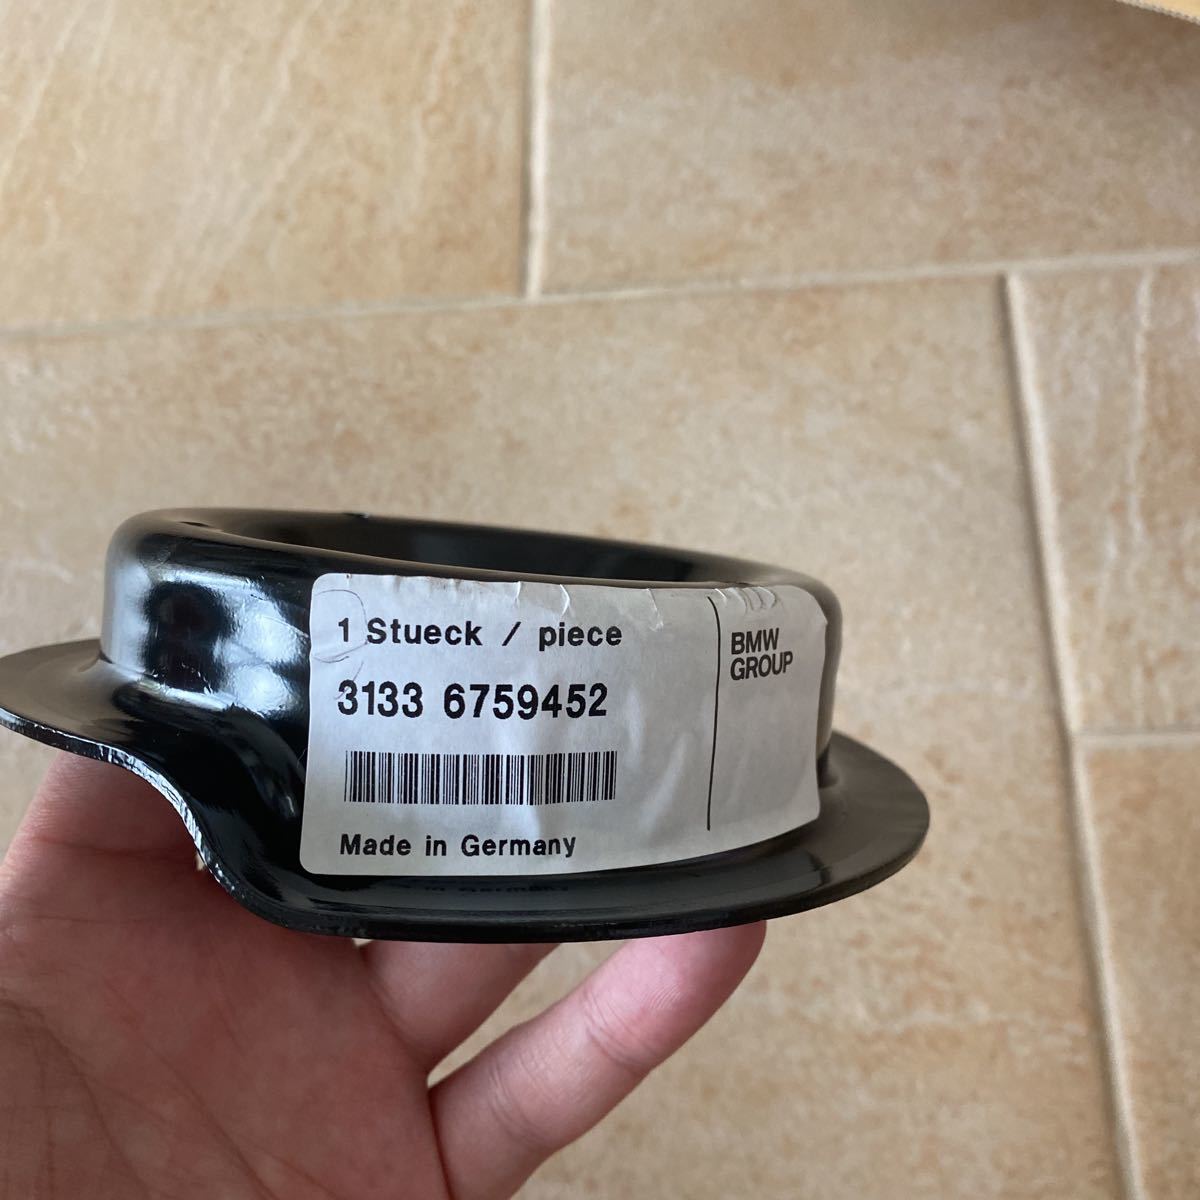 1 Stueck / piece
3133 6759452
Made in Germany
BMW
GROUP